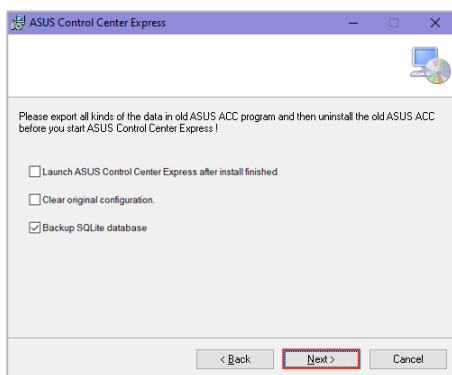 ASUS Control Center Express
Please export all kinds of the data in old ASUS ACC program and then uninstall the old ASUS ACC
before you start ASUS Control Center Express !
Launch ASUS Control Center Express after install finished.
Clear original configuration.
Backup SQLite database
< Back
Next >
Cancel